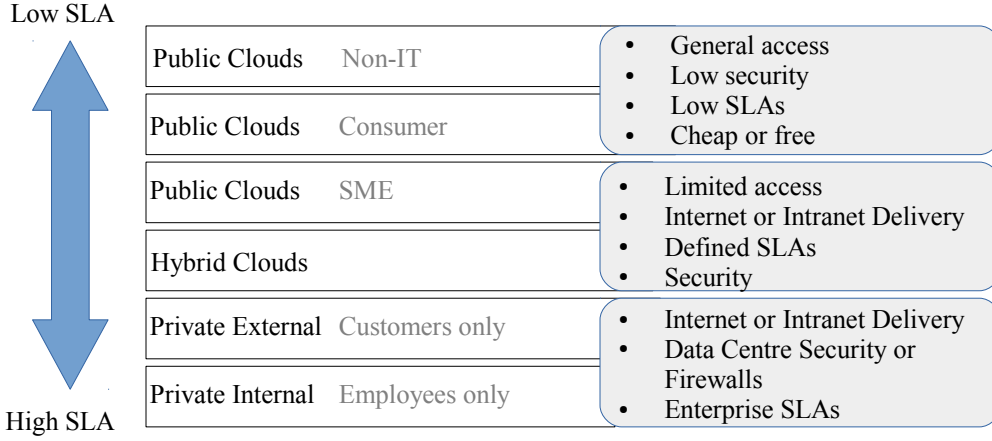 Low SLA
Public Clouds Non-IT
Public Clouds Consumer
• General access
• Low security
• Low SLAs
• Cheap or free
Public Clouds SME
Hybrid Clouds
• Limited access
• Internet or Intranet Delivery
• Defined SLAs
• Security
Private External Customers only
Private Internal Employees only
• Internet or Intranet Delivery
• Data Centre Security or
Firewalls
• Enterprise SLAs
High SLA